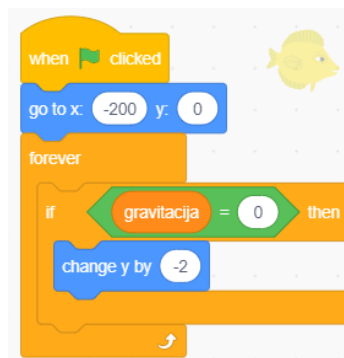 when clicked
go to x: -200 y: 0
forever
if gravitacija = 0 then
change y by -2